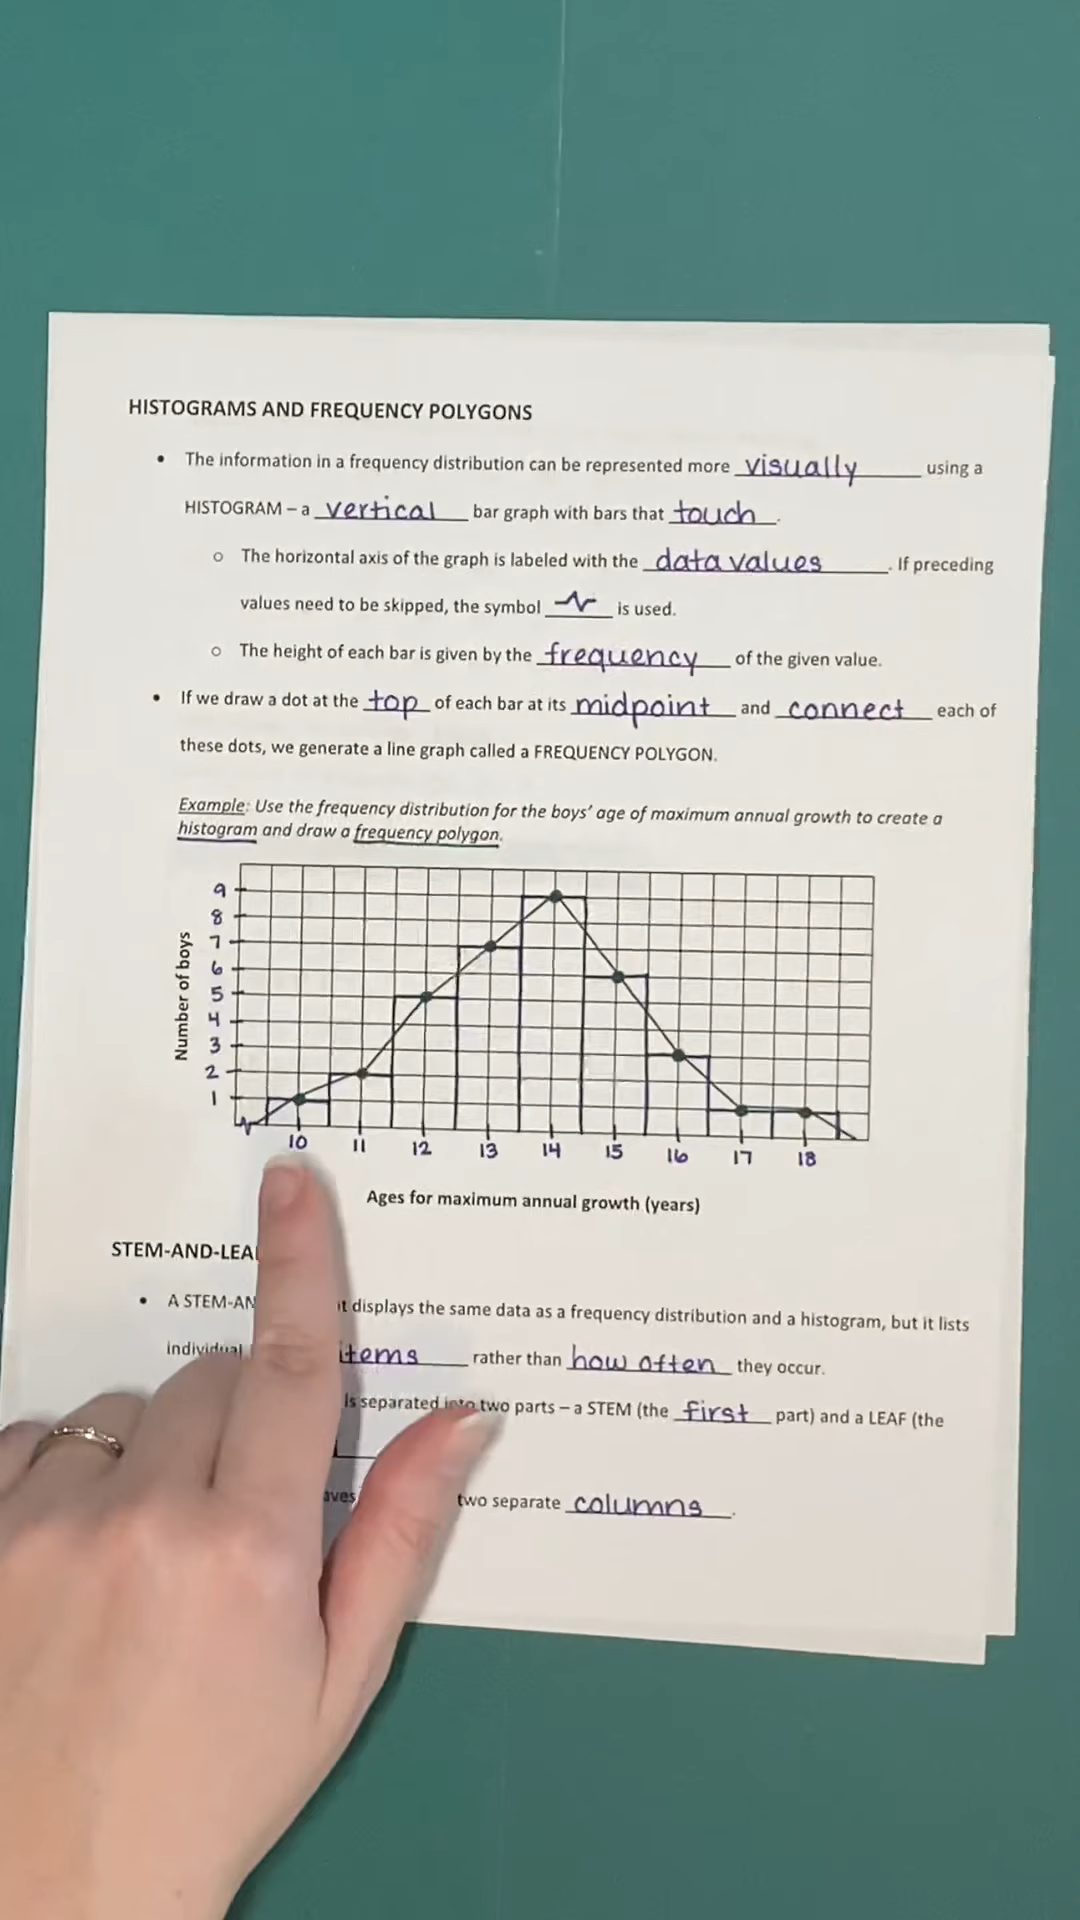 HISTOGRAMS AND FREQUENCY POLYGONS
• The information in a frequency distribution can be represented more visually using a
HISTOGRAM – a vertical bar graph with bars that touch.
o The horizontal axis of the graph is labeled with the data values. If preceding
values need to be skipped, the symbol is used.
o The height of each bar is given by the frequency of the given value.
• If we draw a dot at the top of each bar at its midpoint and connect each of
these dots, we generate a line graph called a FREQUENCY POLYGON.
Example: Use the frequency distribution for the boys' age of maximum annual growth to create a
histogram and draw a frequency polygon.
Number of boys
9
8
7
6
5
4
3
2
1
10 11 12 13 14 15 16 17 18
Ages for maximum annual growth (years)
STEM-AND-LEA
• A STEM-AN it displays the same data as a frequency distribution and a histogram, but it lists
individual items rather than how often they occur.
is separated into two parts – a STEM (the first part) and a LEAF (the
aves two separate columns.